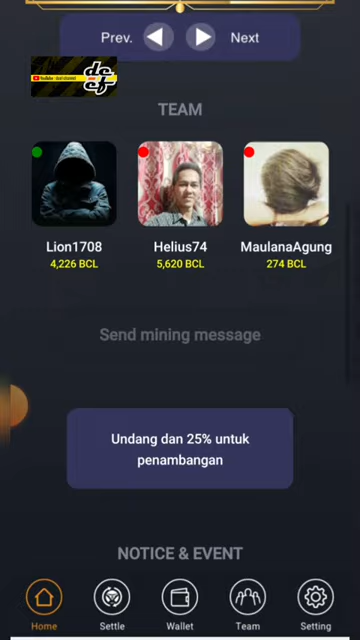 Prev.
Next
YouTube
TEAM
Lion1708
Helius74
MaulanaAgung
4,226 BCL
5,620 BCL
274 BCL
Send mining message
Undang dan 25% untuk
penambangan
NOTICE & EVENT
Home
Settle
Wallet
Team
Setting